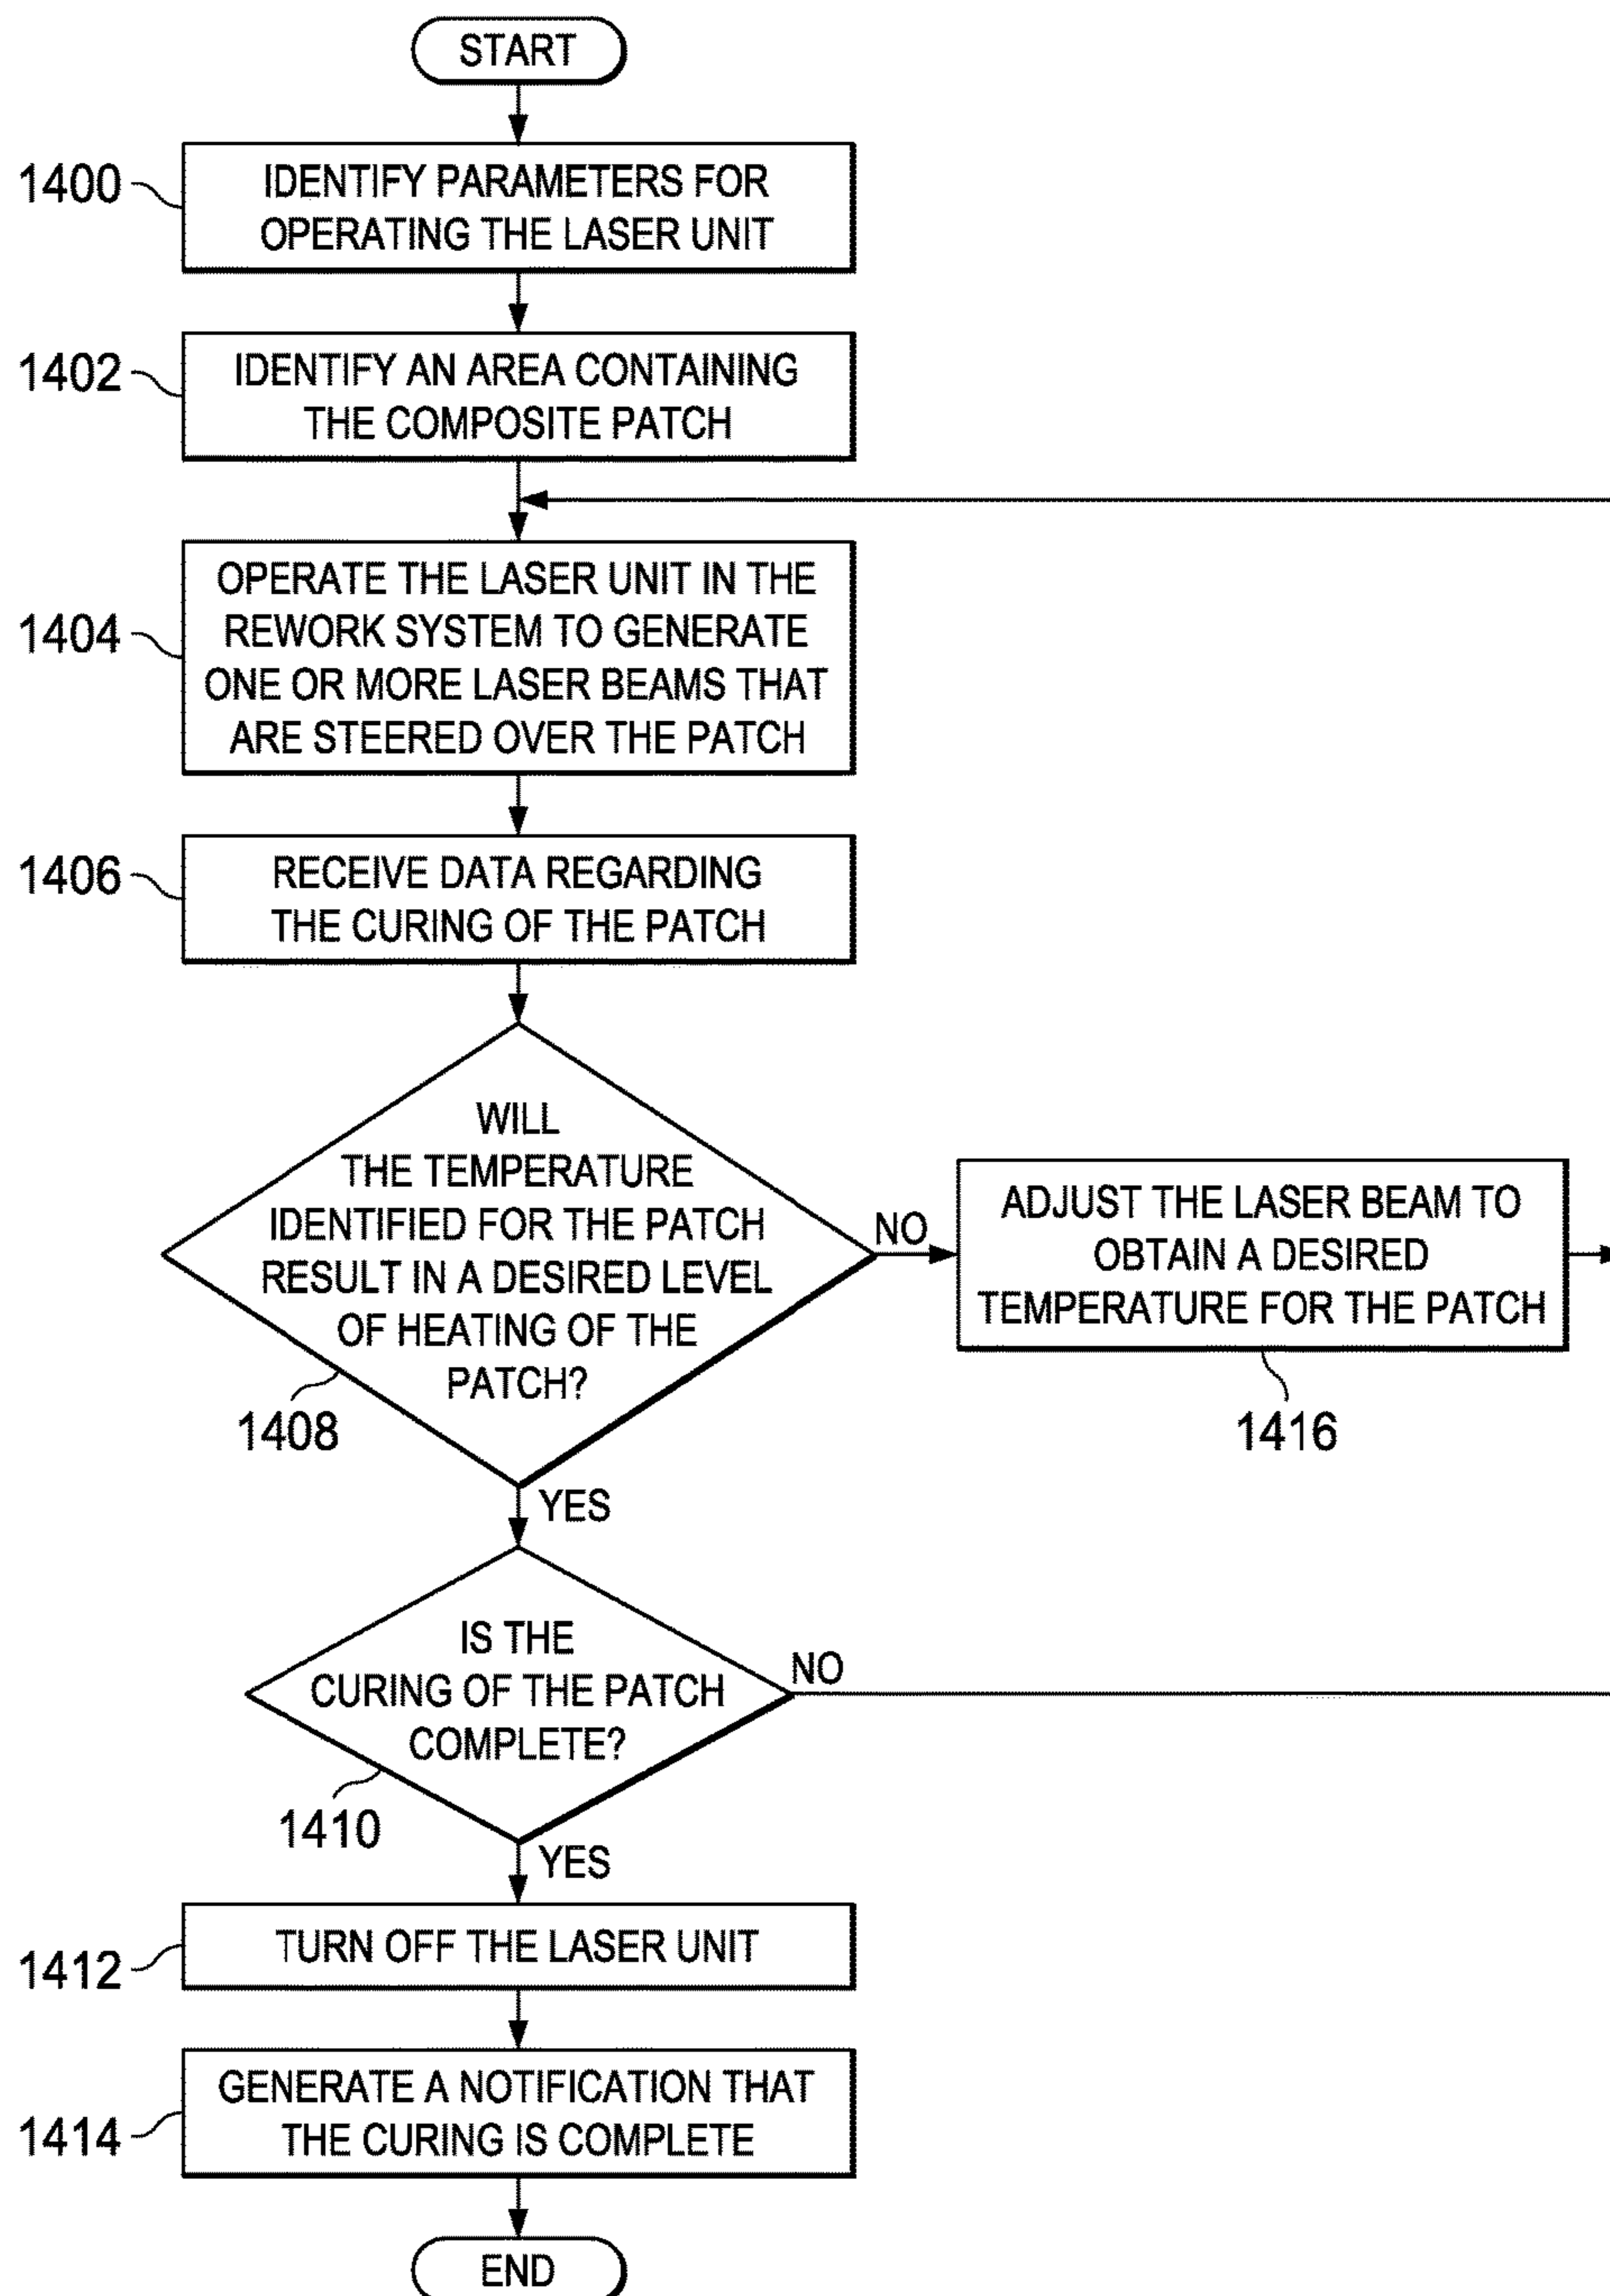 START
1400
IDENTIFY PARAMETERS FOR
OPERATING THE LASER UNIT
1402
IDENTIFY AN AREA CONTAINING
THE COMPOSITE PATCH
1404
OPERATE THE LASER UNIT IN THE
REWORK SYSTEM TO GENERATE
ONE OR MORE LASER BEAMS THAT
ARE STEERED OVER THE PATCH
1406
RECEIVE DATA REGARDING
THE CURING OF THE PATCH
WILL
THE TEMPERATURE
IDENTIFIED FOR THE PATCH
RESULT IN A DESIRED LEVEL
OF HEATING OF THE
PATCH?
1408
NO
ADJUST THE LASER BEAM TO
OBTAIN A DESIRED
TEMPERATURE FOR THE PATCH
1416
YES
IS THE
CURING OF THE PATCH
COMPLETE?
1410
NO
YES
1412
TURN OFF THE LASER UNIT
1414
GENERATE A NOTIFICATION THAT
THE CURING IS COMPLETE
END